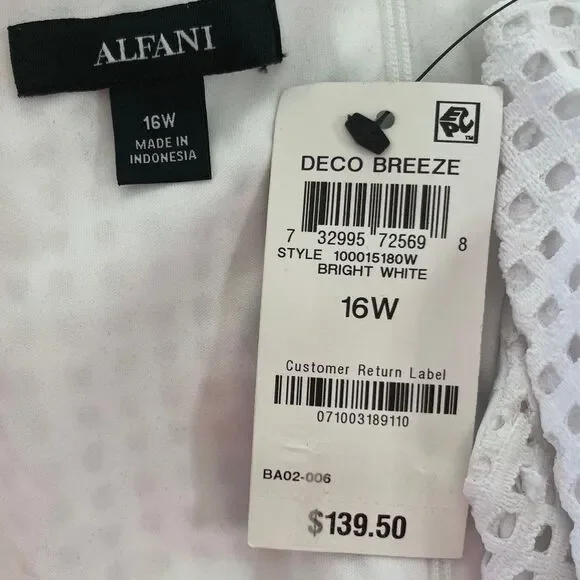 ALFANI
16W
MADE IN
INDONESIA
EPC™
DECO BREEZE
7 32995 72569 8
STYLE 100015180W
BRIGHT WHITE
16W
Customer Return Label
071003189110
BA02-006
$139.50